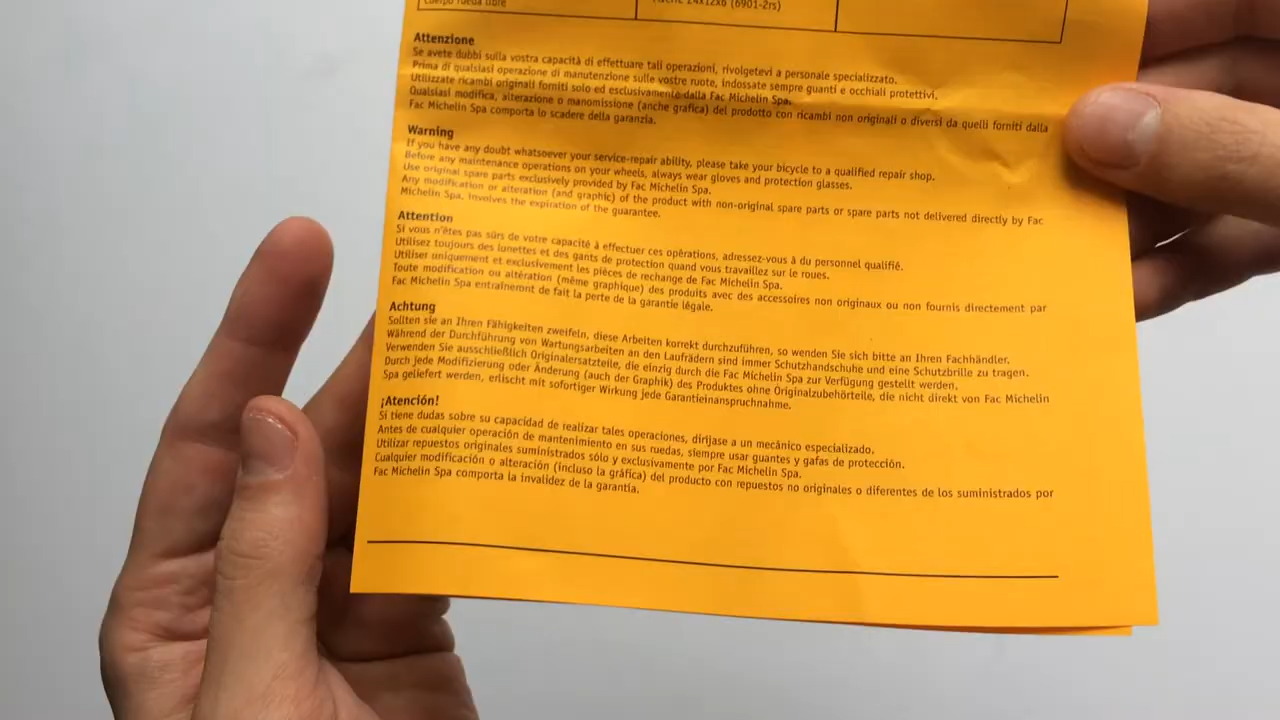 Cuerpo rueda libre
24x12x6 (6901-2rs)
Attenzione
Se avete dubbi sulla vostra capacità di effettuare tali operazioni, rivolgetevi a personale specializzato.
Prima di qualsiasi operazione di manutenzione sulle vostre ruote, indossate sempre guanti e occhiali protettivi.
Utilizzate ricambi originali forniti solo ed esclusivamente dalla Fac Michelin Spa.
Qualsiasi modifica, alterazione o manomissione (anche grafica) del prodotto con ricambi non originali o diversi da quelli forniti dalla
Fac Michelin Spa comporta lo scadere della garanzia.
Warning
If you have any doubt whatsoever your service-repair ability, please take your bicycle to a qualified repair shop.
Before any maintenance operations on your wheels, always wear gloves and protection glasses.
Use original spare parts exclusively provided by Fac Michelin Spa.
Any modification or alteration (and graphic) of the product with non-original spare parts or spare parts not delivered directly by Fac
Michelin Spa, involves the expiration of the guarantee.
Attention
Si vous n'êtes pas sûrs de votre capacité à effectuer ces opérations, adressez-vous à du personnel qualifié.
Utilisez toujours des lunettes et des gants de protection quand vous travaillez sur le roues.
Utiliser uniquement et exclusivement les pièces de rechange de Fac Michelin Spa.
Toute modification ou altération (même graphique) des produits avec des accessoires non originaux ou non fournis directement par
Fac Michelin Spa entraîneront de fait la perte de la garantie légale.
Achtung
Sollten sie an Ihren Fähigkeiten zweifeln, diese Arbeiten korrekt durchzuführen, so wenden Sie sich bitte an Ihren Fachhändler.
Während der Durchführung von Wartungsarbeiten an den Laufrädern sind immer Schutzhandschuhe und eine Schutzbrille zu tragen.
Verwenden Sie ausschließlich Originalersatzteile, die einzig durch die Fac Michelin Spa zur Verfügung gestellt werden.
Durch jede Modifizierung oder Änderung (auch der Graphik) des Produktes ohne Originalzubehörteile, die nicht direkt von Fac Michelin
Spa geliefert werden, erlischt mit sofortiger Wirkung jede Garantieinanspruchnahme.
¡Atención!
Si tiene dudas sobre su capacidad de realizar tales operaciones, diríjase a un mecánico especializado.
Antes de cualquier operación de mantenimiento en sus ruedas, siempre usar guantes y gafas de protección.
Utilizar repuestos originales suministrados sólo y exclusivamente por Fac Michelin Spa.
Cualquier modificación o alteración (incluso la gráfica) del producto con repuestos no originales o diferentes de los suministrados por
Fac Michelin Spa comporta la invalidez de la garantía.